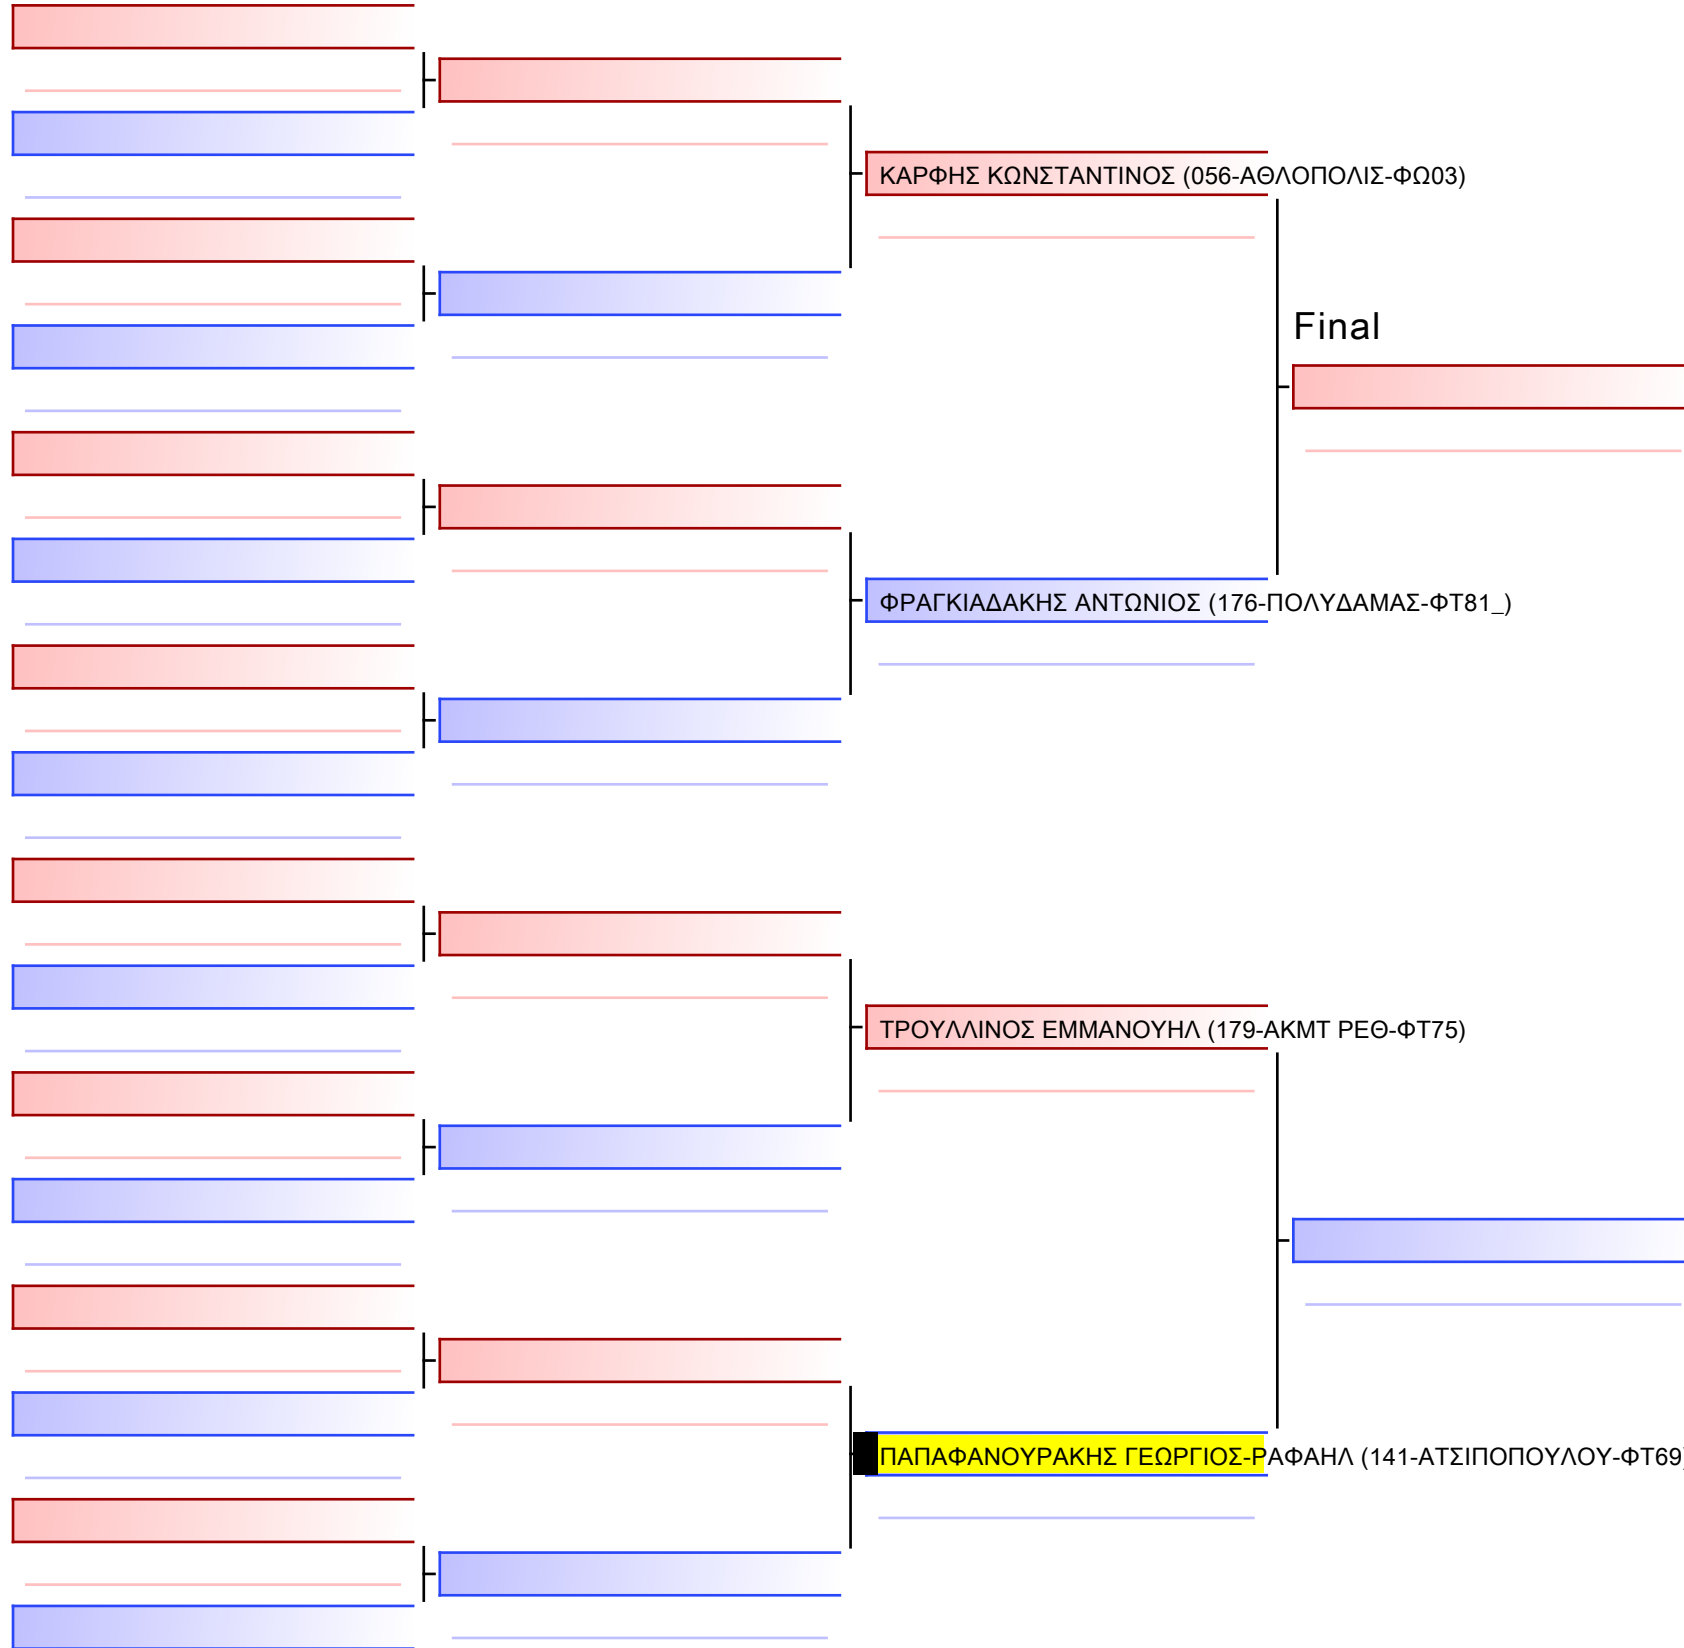 ΚΑΡΦΗΣ ΚΩΝΣΤΑΝΤΙΝΟΣ (056-ΑΘΛΟΠΟΛΙΣ-ΦΩ03)
Final
ΦΡΑΓΚΙΑΔΑΚΗΣ ΑΝΤΩΝΙΟΣ (176-ΠΟΛΥΔΑΜΑΣ-ΦΤ81_)
ΤΡΟΥΛΛΙΝΟΣ ΕΜΜΑΝΟΥΗΛ (179-ΑΚΜΤ ΡΕΘ-ΦΤ75)
ΠΑΠΑΦΑΝΟΥΡΑΚΗΣ ΓΕΩΡΓΙΟΣ-ΡΑΦΑΗΛ (141-ΑΤΣΙΠΟΠΟΥΛΟΥ-ΦΤ69)